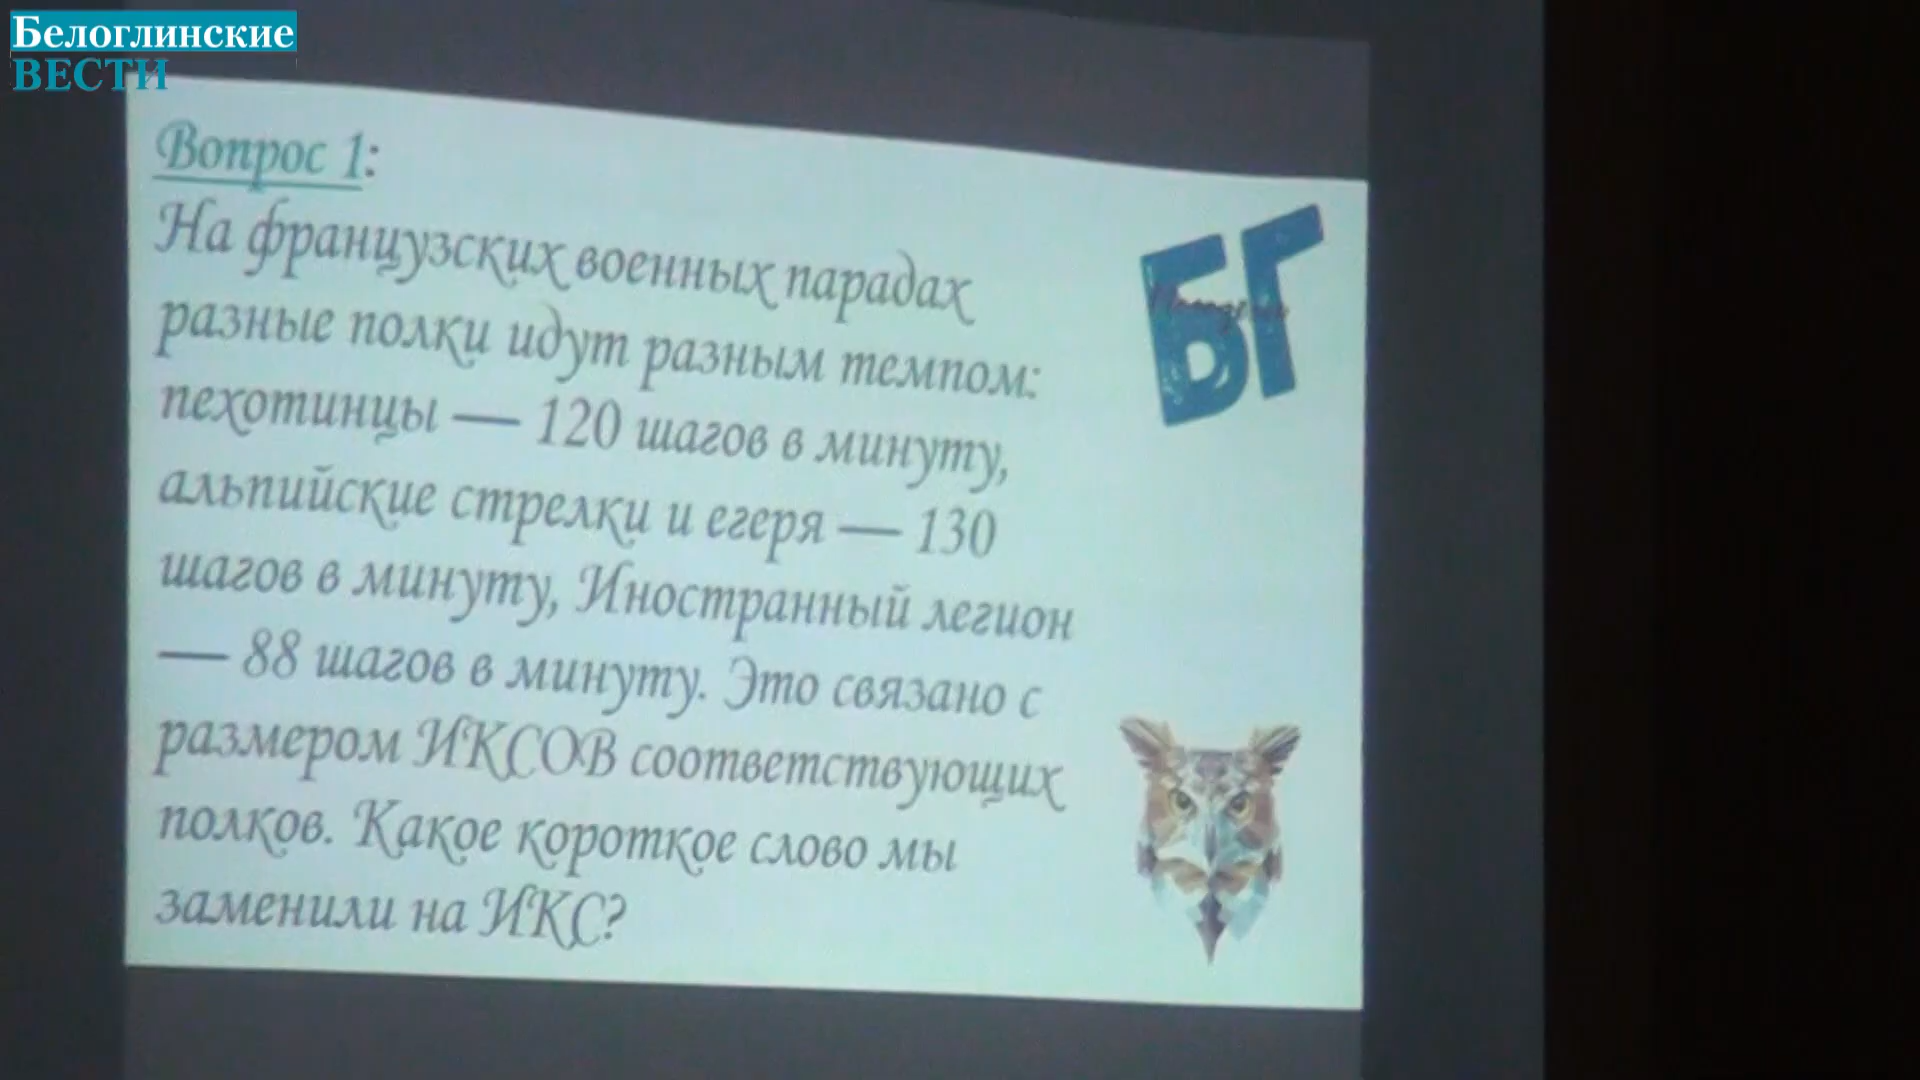 Белоглинские
ВЕСТИ
Вопрос 1:
На французских военных парадах
разные полки идут разным темпом:
пехотинцы — 120 шагов в минуту,
альпийские стрелки и егеря — 130
шагов в минуту, Иностранный легион
— 88 шагов в минуту. Это связано с
размером ИКСОВ соответствующих
полков. Какое короткое слово мы
заменили на ИКС?
БГ